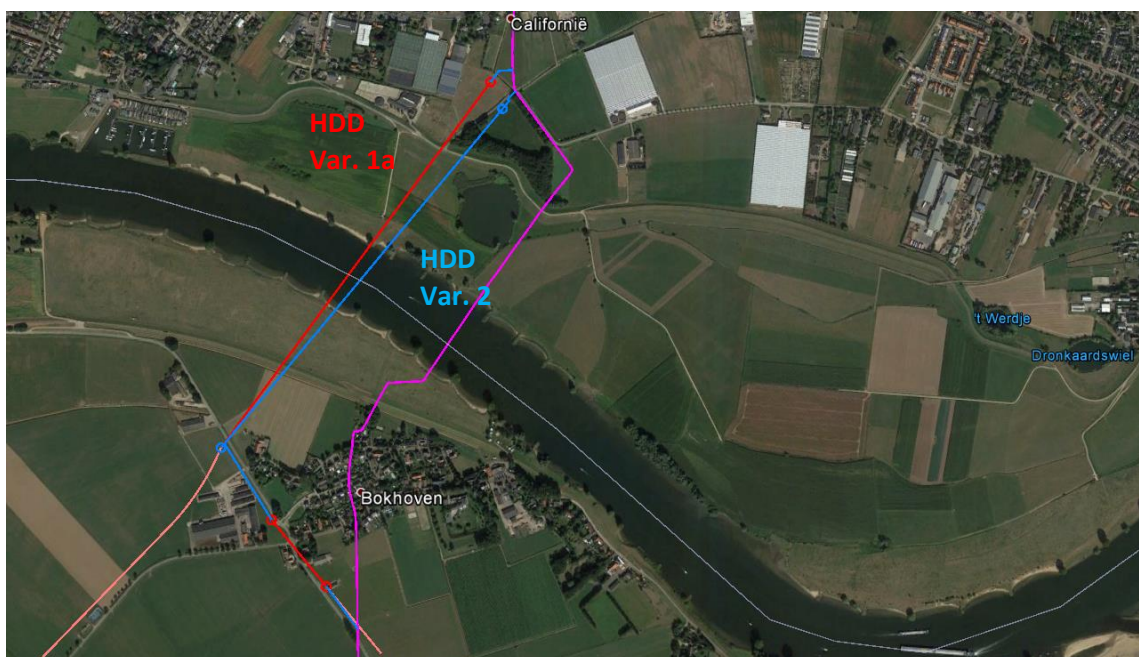 Californië
HDD
Var. 1a
HDD
Var. 2
't Werdje
Dronkaardswiel
Bokhoven